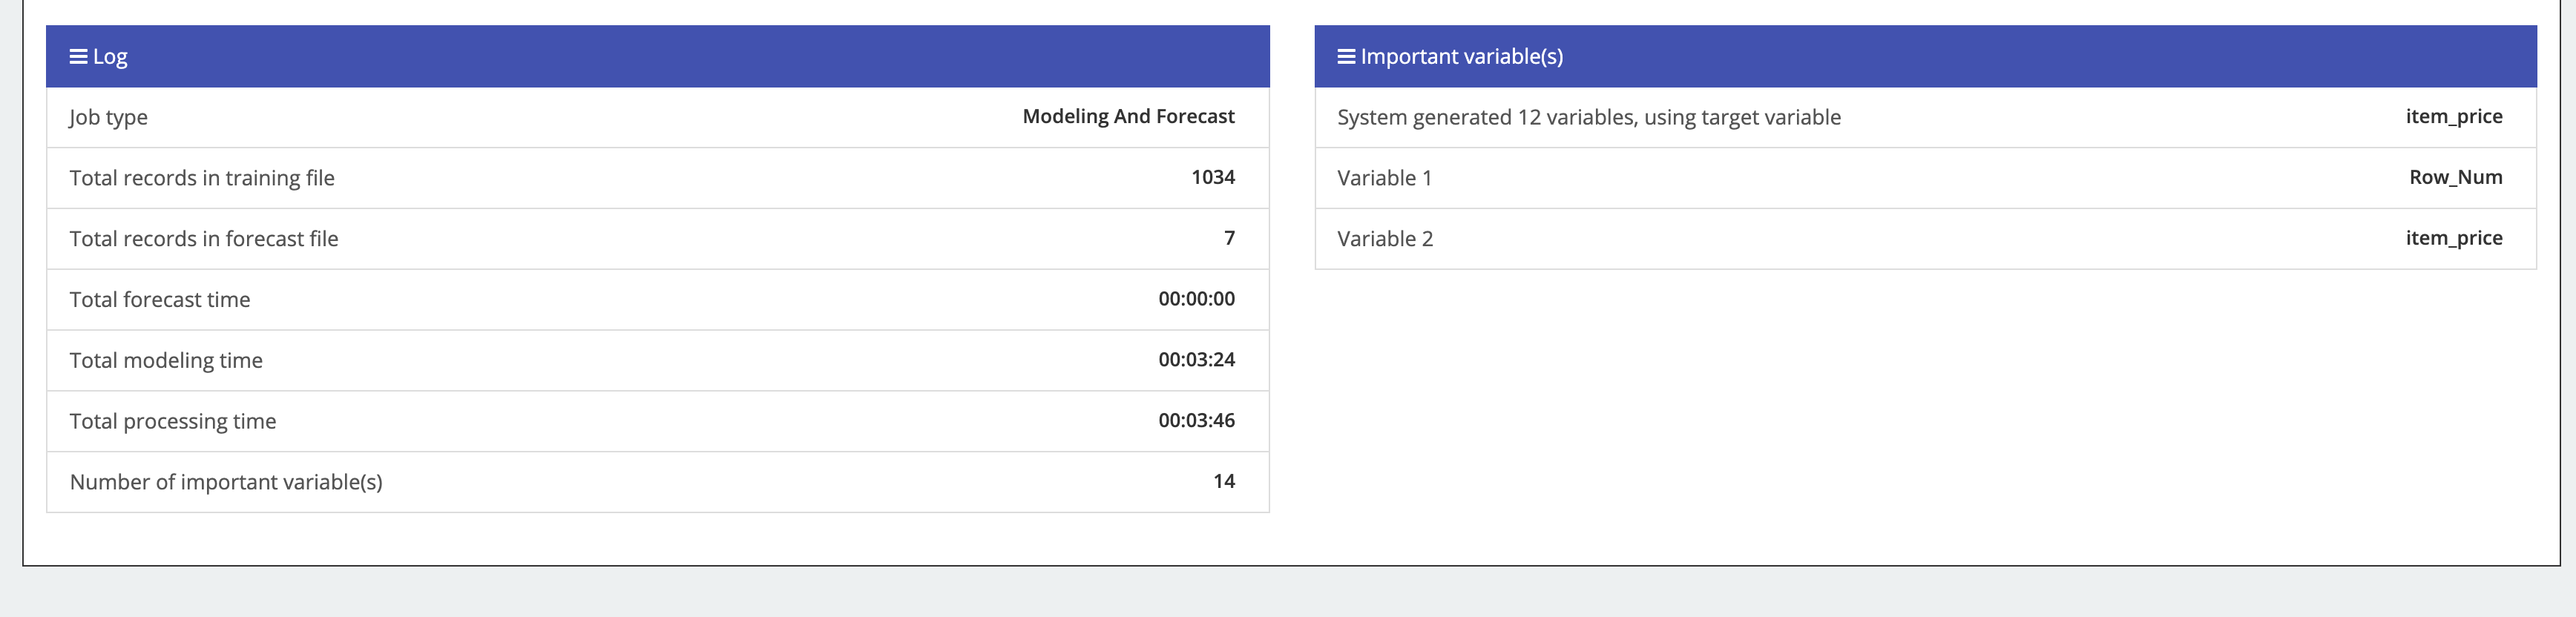 Log
Job type Modeling And Forecast
Total records in training file 1034
Total records in forecast file 7
Total forecast time 00:00:00
Total modeling time 00:03:24
Total processing time 00:03:46
Number of important variable(s) 14
Important variable(s)
System generated 12 variables, using target variable item_price
Variable 1 Row_Num
Variable 2 item_price